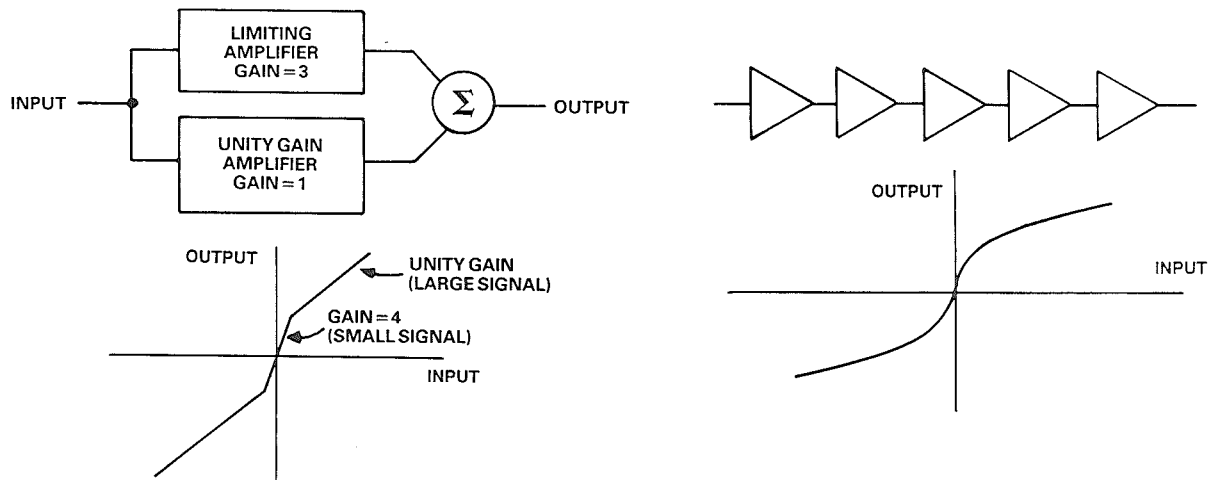 LIMITING
AMPLIFIER
GAIN = 3
INPUT
Σ
OUTPUT
UNITY GAIN
AMPLIFIER
GAIN = 1
OUTPUT
UNITY GAIN
(LARGE SIGNAL)
GAIN = 4
(SMALL SIGNAL)
INPUT
OUTPUT
INPUT